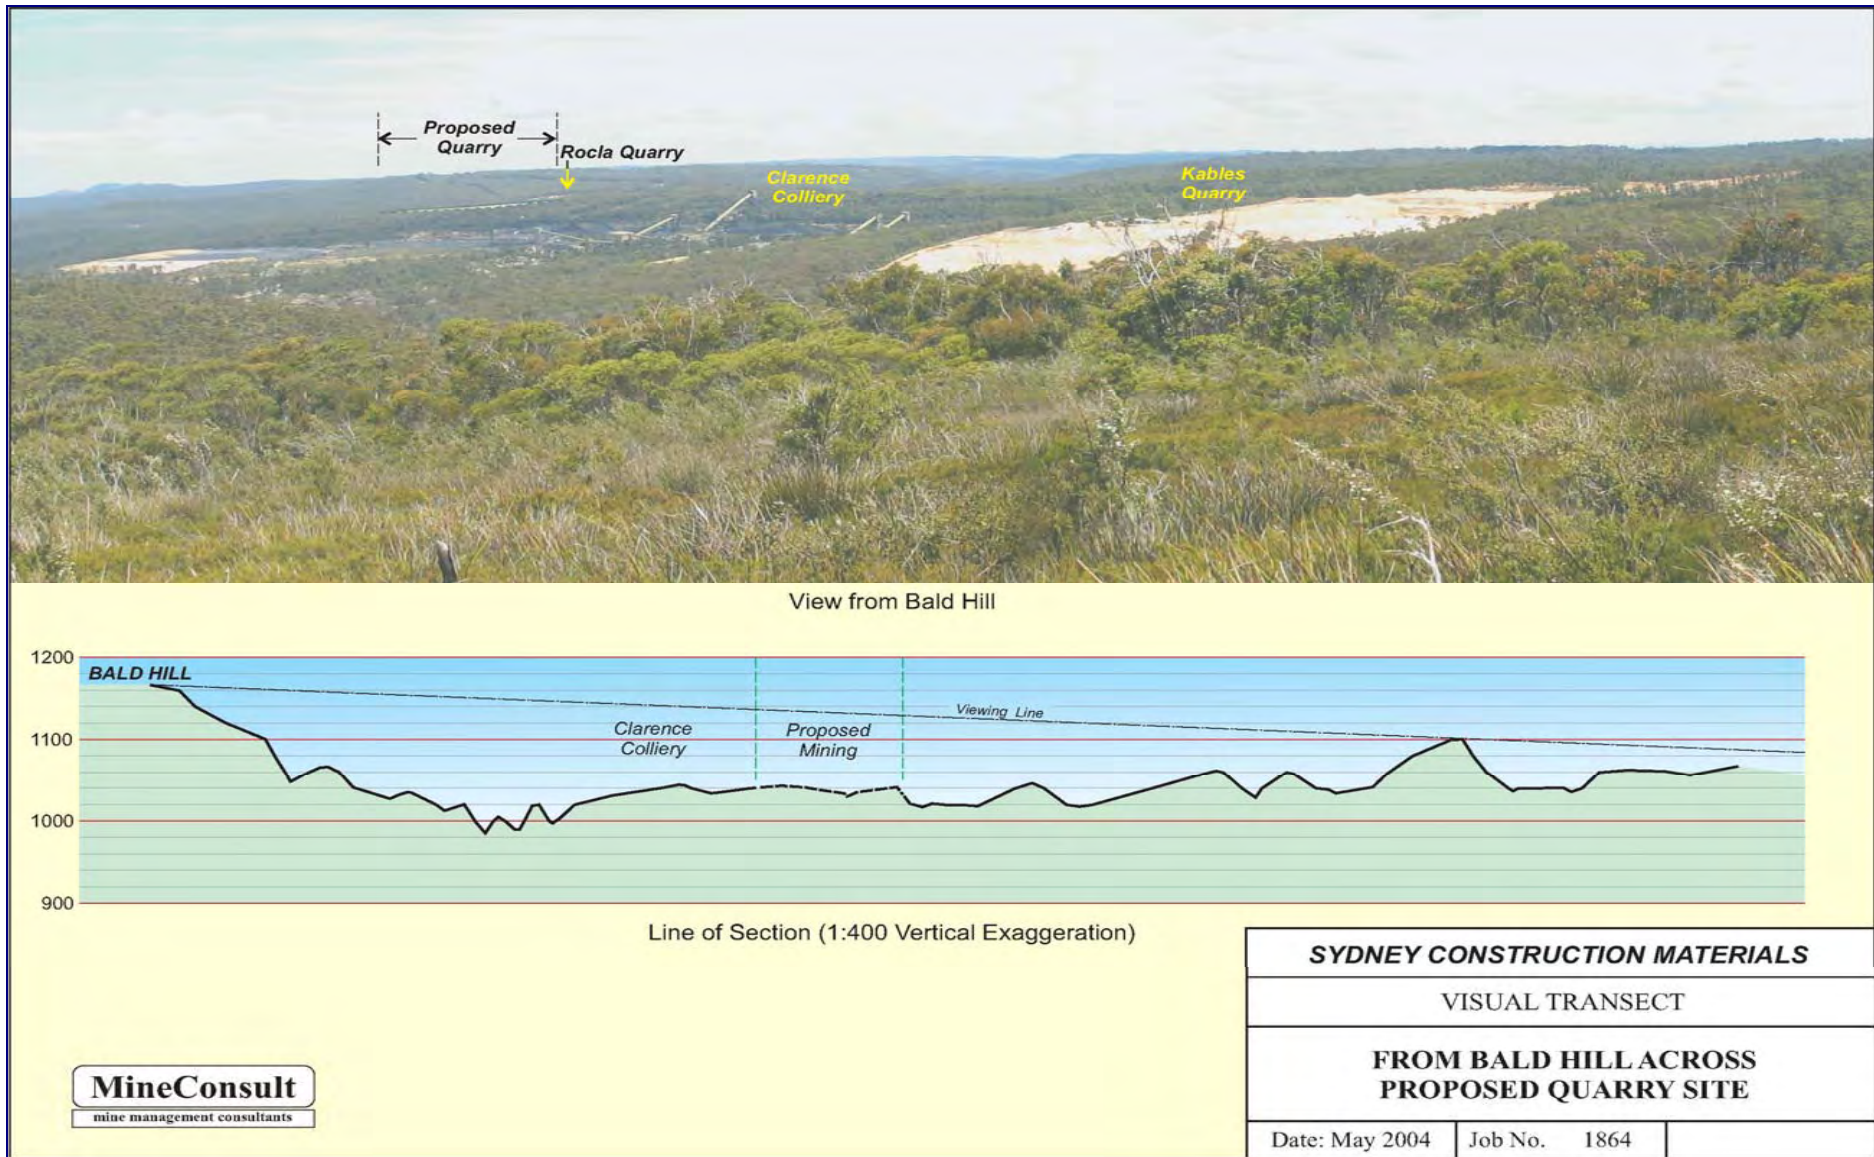 Proposed
Quarry
Rocla Quarry
Clarence
Colliery
Kables
Quarry
View from Bald Hill
1200
BALD HILL
Viewing Line
Clarence
Colliery
Proposed
Mining
1100
1000
900
Line of Section (1:400 Vertical Exaggeration)
SYDNEY CONSTRUCTION MATERIALS
VISUAL TRANSECT
FROM BALD HILL ACROSS
PROPOSED QUARRY SITE
Date: May 2004
Job No. 1864
MineConsult
mine management consultants